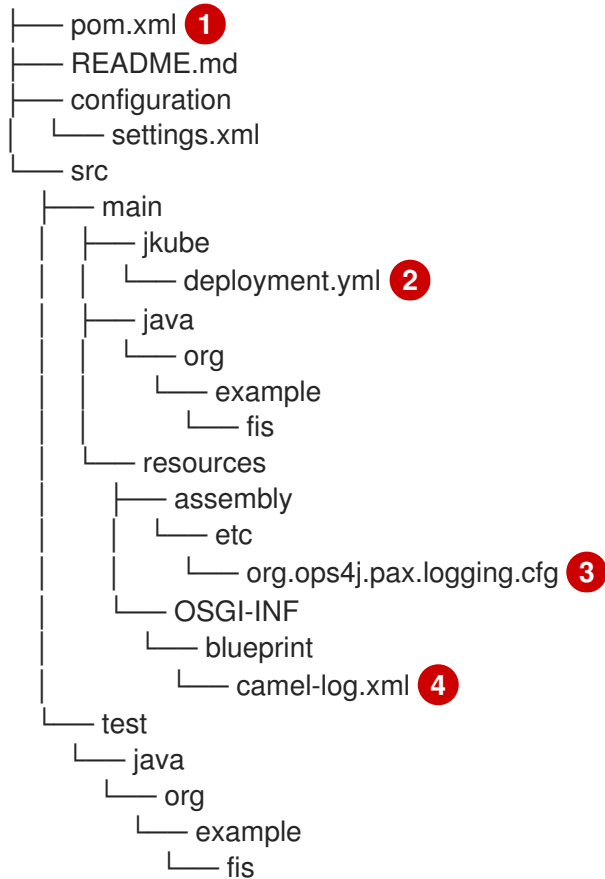 pom.xml 1
README.md
configuration
settings.xml
src
main
jkube
deployment.yml 2
java
org
example
fis
resources
assembly
etc
org.ops4j.pax.logging.cfg 3
OSGI-INF
blueprint
camel-log.xml 4
test
java
org
example
fis